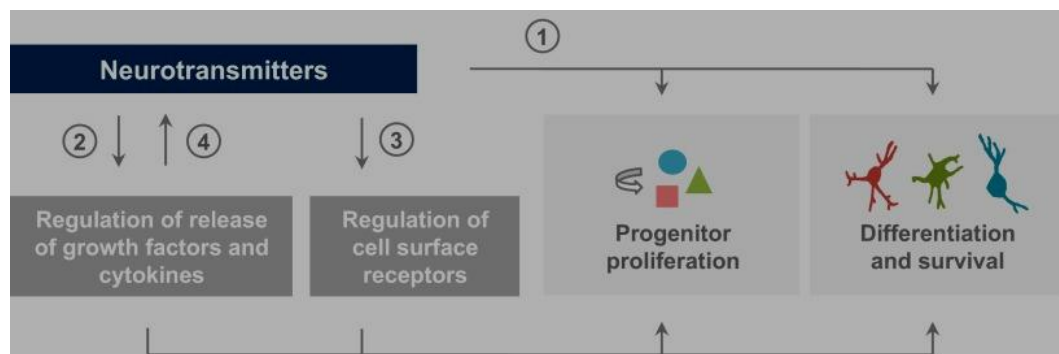 1
Neurotransmitters
2
4
3
Regulation of release
of growth factors and
cytokines
Regulation of
cell surface
receptors
Progenitor
proliferation
Differentiation
and survival